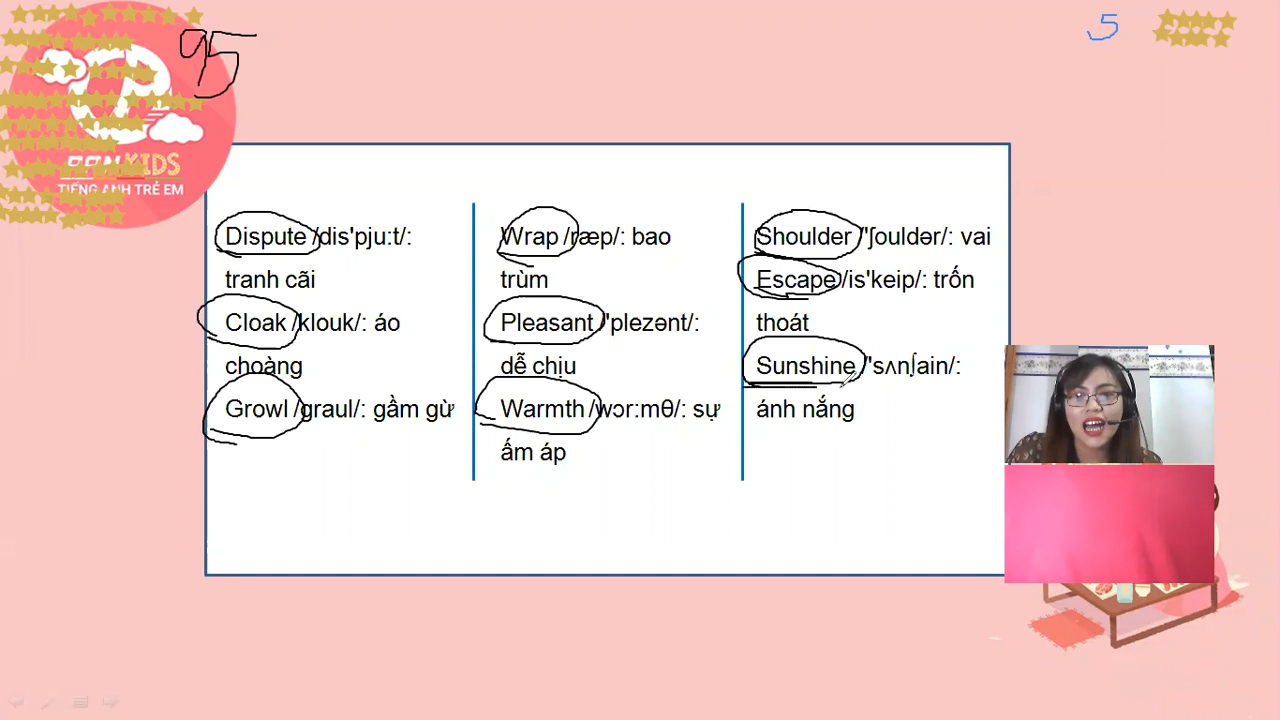 95
5
KIDS
TIẾNG ANH TRẺ EM
Dispute /dis'pju:t/:
tranh cãi
Cloak /klouk/: áo
choàng
Growl /graul/: gầm gừ
Wrap /ræp/: bao
trùm
Pleasant /'plezənt/:
dễ chịu
Warmth /wɔr:mθ/: sự
ấm áp
Shoulder /'ʃouldər/: vai
Escape /is'keip/: trốn
thoát
Sunshine /'sʌnʃain/:
ánh nắng